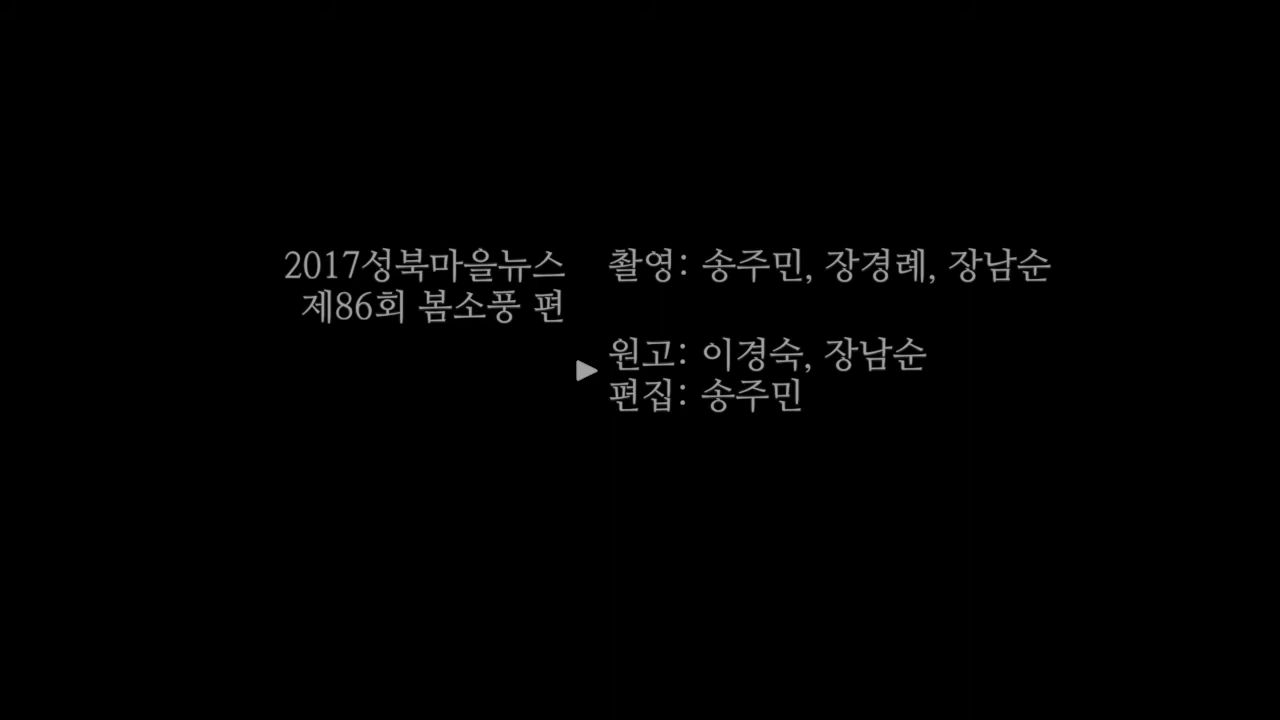 2017성북마을뉴스
제86회 봄소풍 편
촬영: 송주민, 장경례, 장남순
원고: 이경숙, 장남순
편집: 송주민